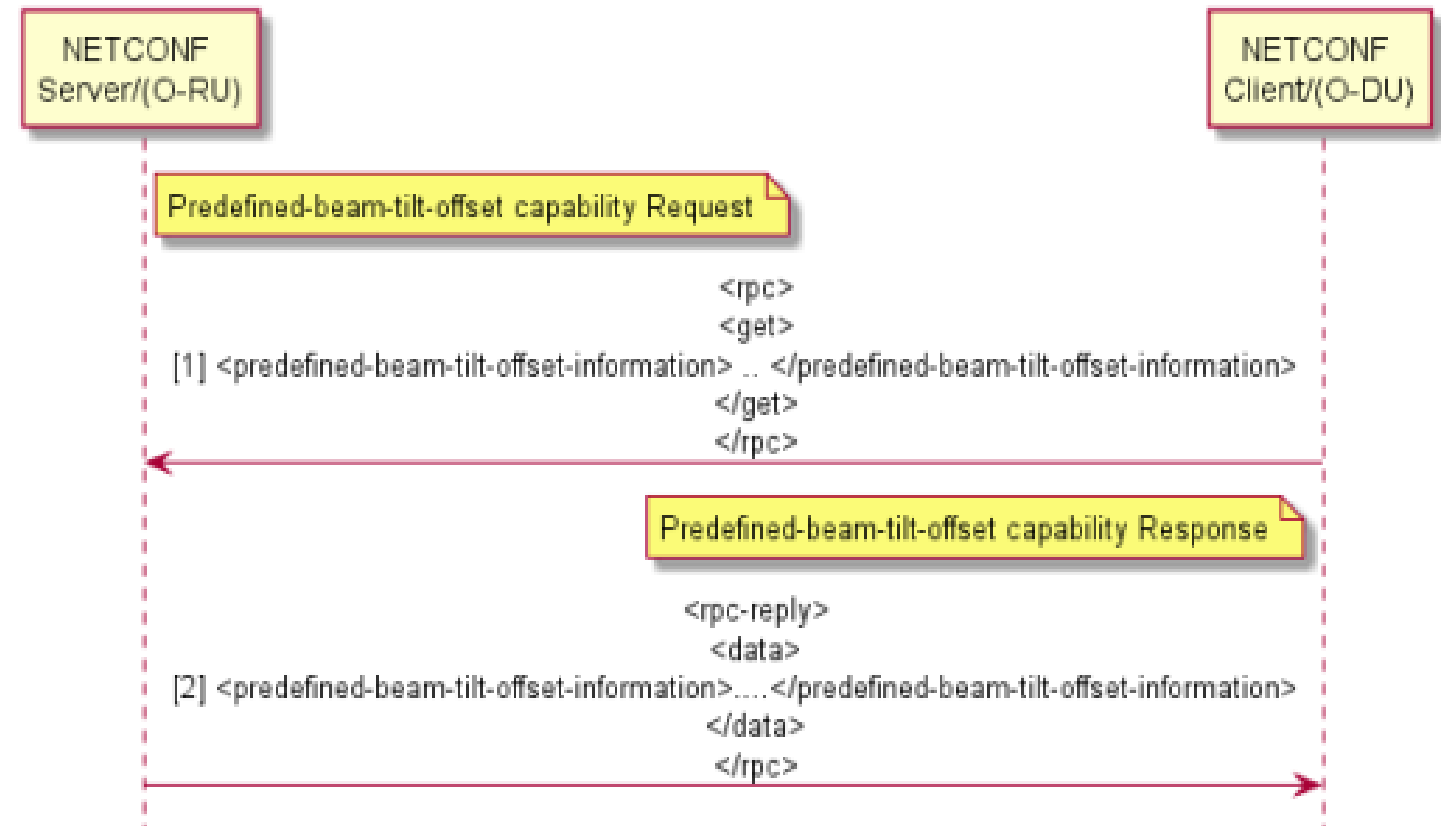 NETCONF
Server/(O-RU)
NETCONF
Client/(O-DU)
Predefined-beam-tilt-offset capability Request
<rpc>
<get>
[1] <predefined-beam-tilt-offset-information> .. </predefined-beam-tilt-offset-information>
</get>
</rpc>
Predefined-beam-tilt-offset capability Response
<rpc-reply>
<data>
[2] <predefined-beam-tilt-offset-information>....</predefined-beam-tilt-offset-information>
</data>
</rpc>